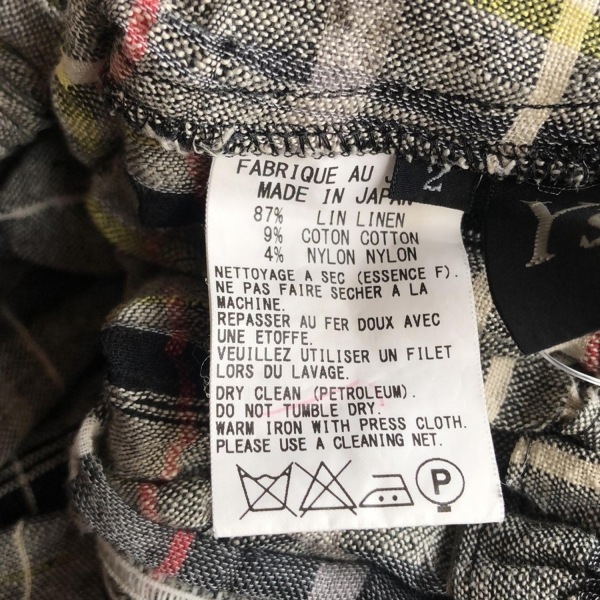 FABRIQUE AU J
2
MADE IN JAPAN
87% LIN LINEN
9% COTON COTTON
4% NYLON NYLON
Y's
NETTOYAGE A SEC (ESSENCE F).
NE PAS FAIRE SECHER A LA
MACHINE.
REPASSER AU FER DOUX AVEC
UNE ETOFFE.
VEUILLEZ UTILISER UN FILET
LORS DU LAVAGE.
DRY CLEAN (PETROLEUM).
DO NOT TUMBLE DRY.
WARM IRON WITH PRESS CLOTH.
PLEASE USE A CLEANING NET.
P